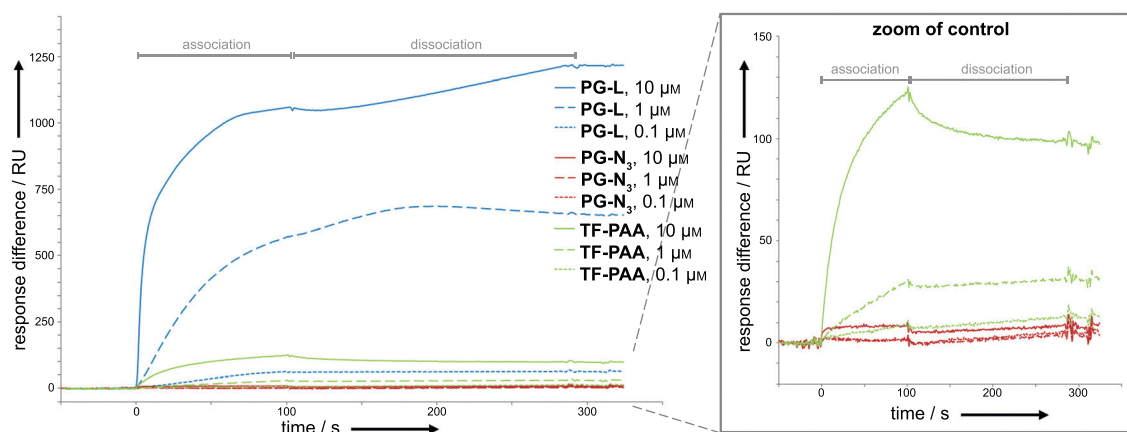 association
dissociation
1250
1000
750
500
250
0
response difference / RU
0
100
200
300
time / s
PG-L, 10 µM
PG-L, 1 µM
PG-L, 0.1 µM
PG-N3, 10 µM
PG-N3, 1 µM
PG-N3, 0.1 µM
TF-PAA, 10 µM
TF-PAA, 1 µM
TF-PAA, 0.1 µM
zoom of control
association
dissociation
150
100
50
0
response difference / RU
0
100
200
300
time / s